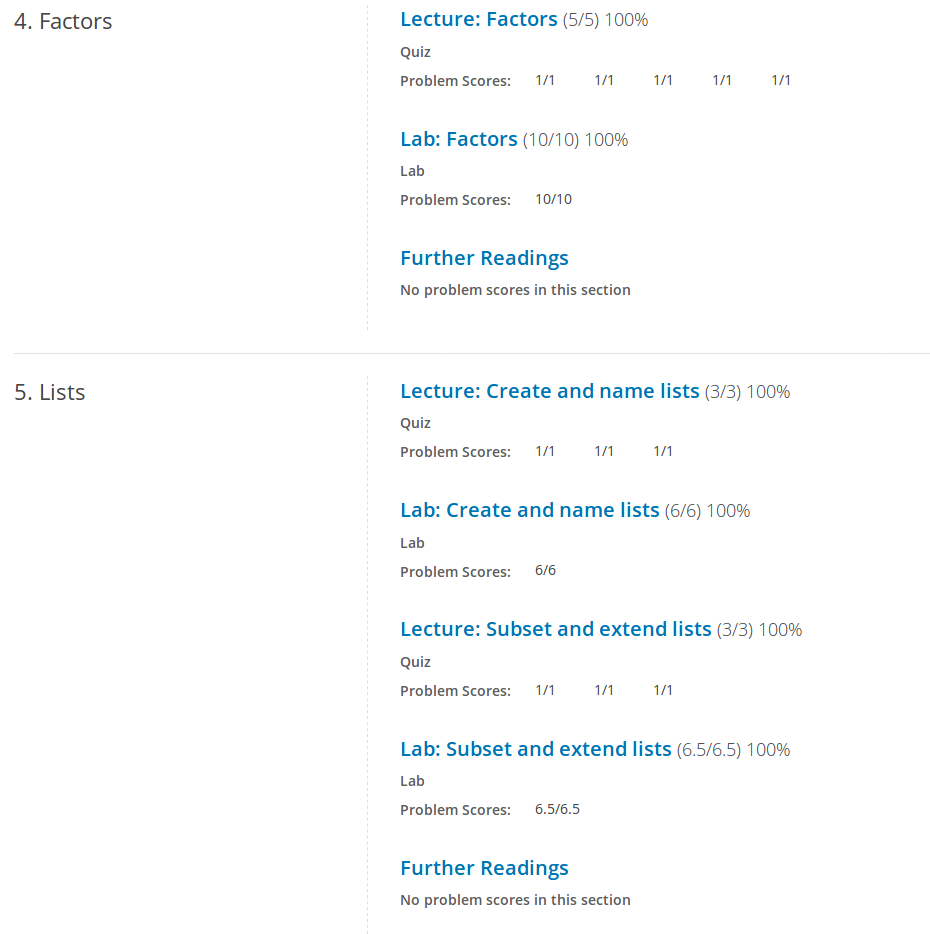 4. Factors
Lecture: Factors (5/5) 100%
Quiz
Problem Scores: 1/1 1/1 1/1 1/1 1/1
Lab: Factors (10/10) 100%
Lab
Problem Scores: 10/10
Further Readings
No problem scores in this section
5. Lists
Lecture: Create and name lists (3/3) 100%
Quiz
Problem Scores: 1/1 1/1 1/1
Lab: Create and name lists (6/6) 100%
Lab
Problem Scores: 6/6
Lecture: Subset and extend lists (3/3) 100%
Quiz
Problem Scores: 1/1 1/1 1/1
Lab: Subset and extend lists (6.5/6.5) 100%
Lab
Problem Scores: 6.5/6.5
Further Readings
No problem scores in this section